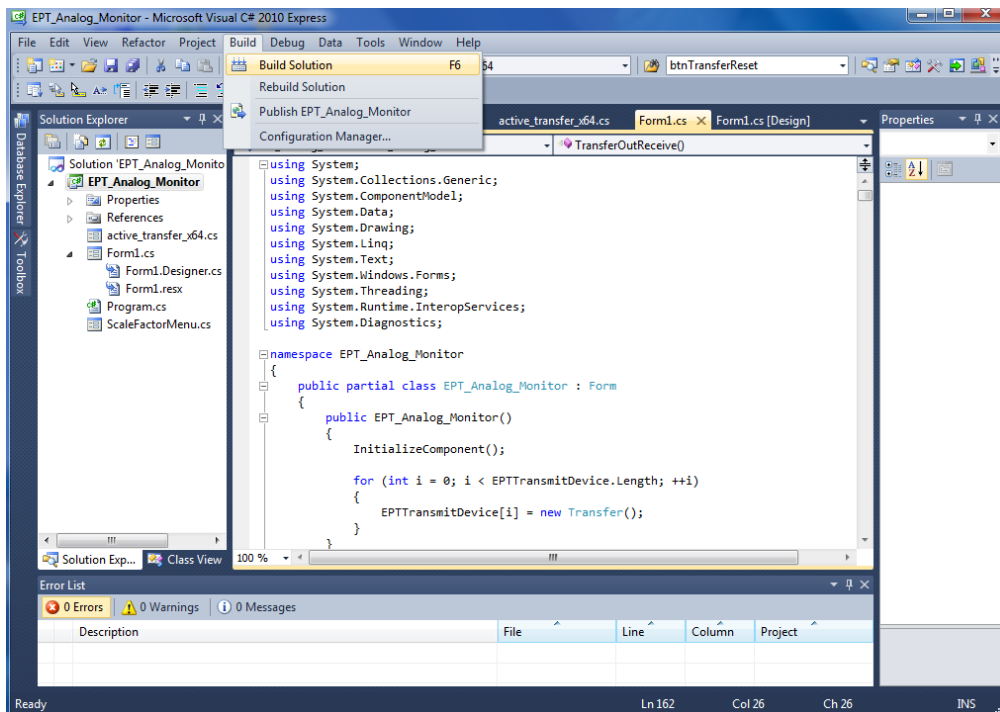 EPT_Analog_Monitor - Microsoft Visual C# 2010 Express
File Edit View Refactor Project Build Debug Data Tools Window Help
Build Solution F6
64
btnTransferReset
Rebuild Solution
Publish EPT_Analog_Monitor
Configuration Manager...
Database Explorer
Toolbox
Solution Explorer
Solution 'EPT_Analog_Monito
EPT_Analog_Monitor
Properties
References
active_transfer_x64.cs
Form1.cs
Form1.Designer.cs
Form1.resx
Program.cs
ScaleFactorMenu.cs
Solution Exp... Class View
active_transfer_x64.cs Form1.cs Form1.cs [Design]
TransferOutReceive()
using System;
using System.Collections.Generic;
using System.ComponentModel;
using System.Data;
using System.Drawing;
using System.Linq;
using System.Text;
using System.Windows.Forms;
using System.Threading;
using System.Runtime.InteropServices;
using System.Diagnostics;
namespace EPT_Analog_Monitor
{
public partial class EPT_Analog_Monitor : Form
{
public EPT_Analog_Monitor()
{
InitializeComponent();
for (int i = 0; i < EPTTransmitDevice.Length; ++i)
{
EPTTransmitDevice[i] = new Transfer();
}
}
100 %
Properties
Error List
0 Errors 0 Warnings 0 Messages
Description File Line Column Project
Ready Ln 162 Col 26 Ch 26 INS